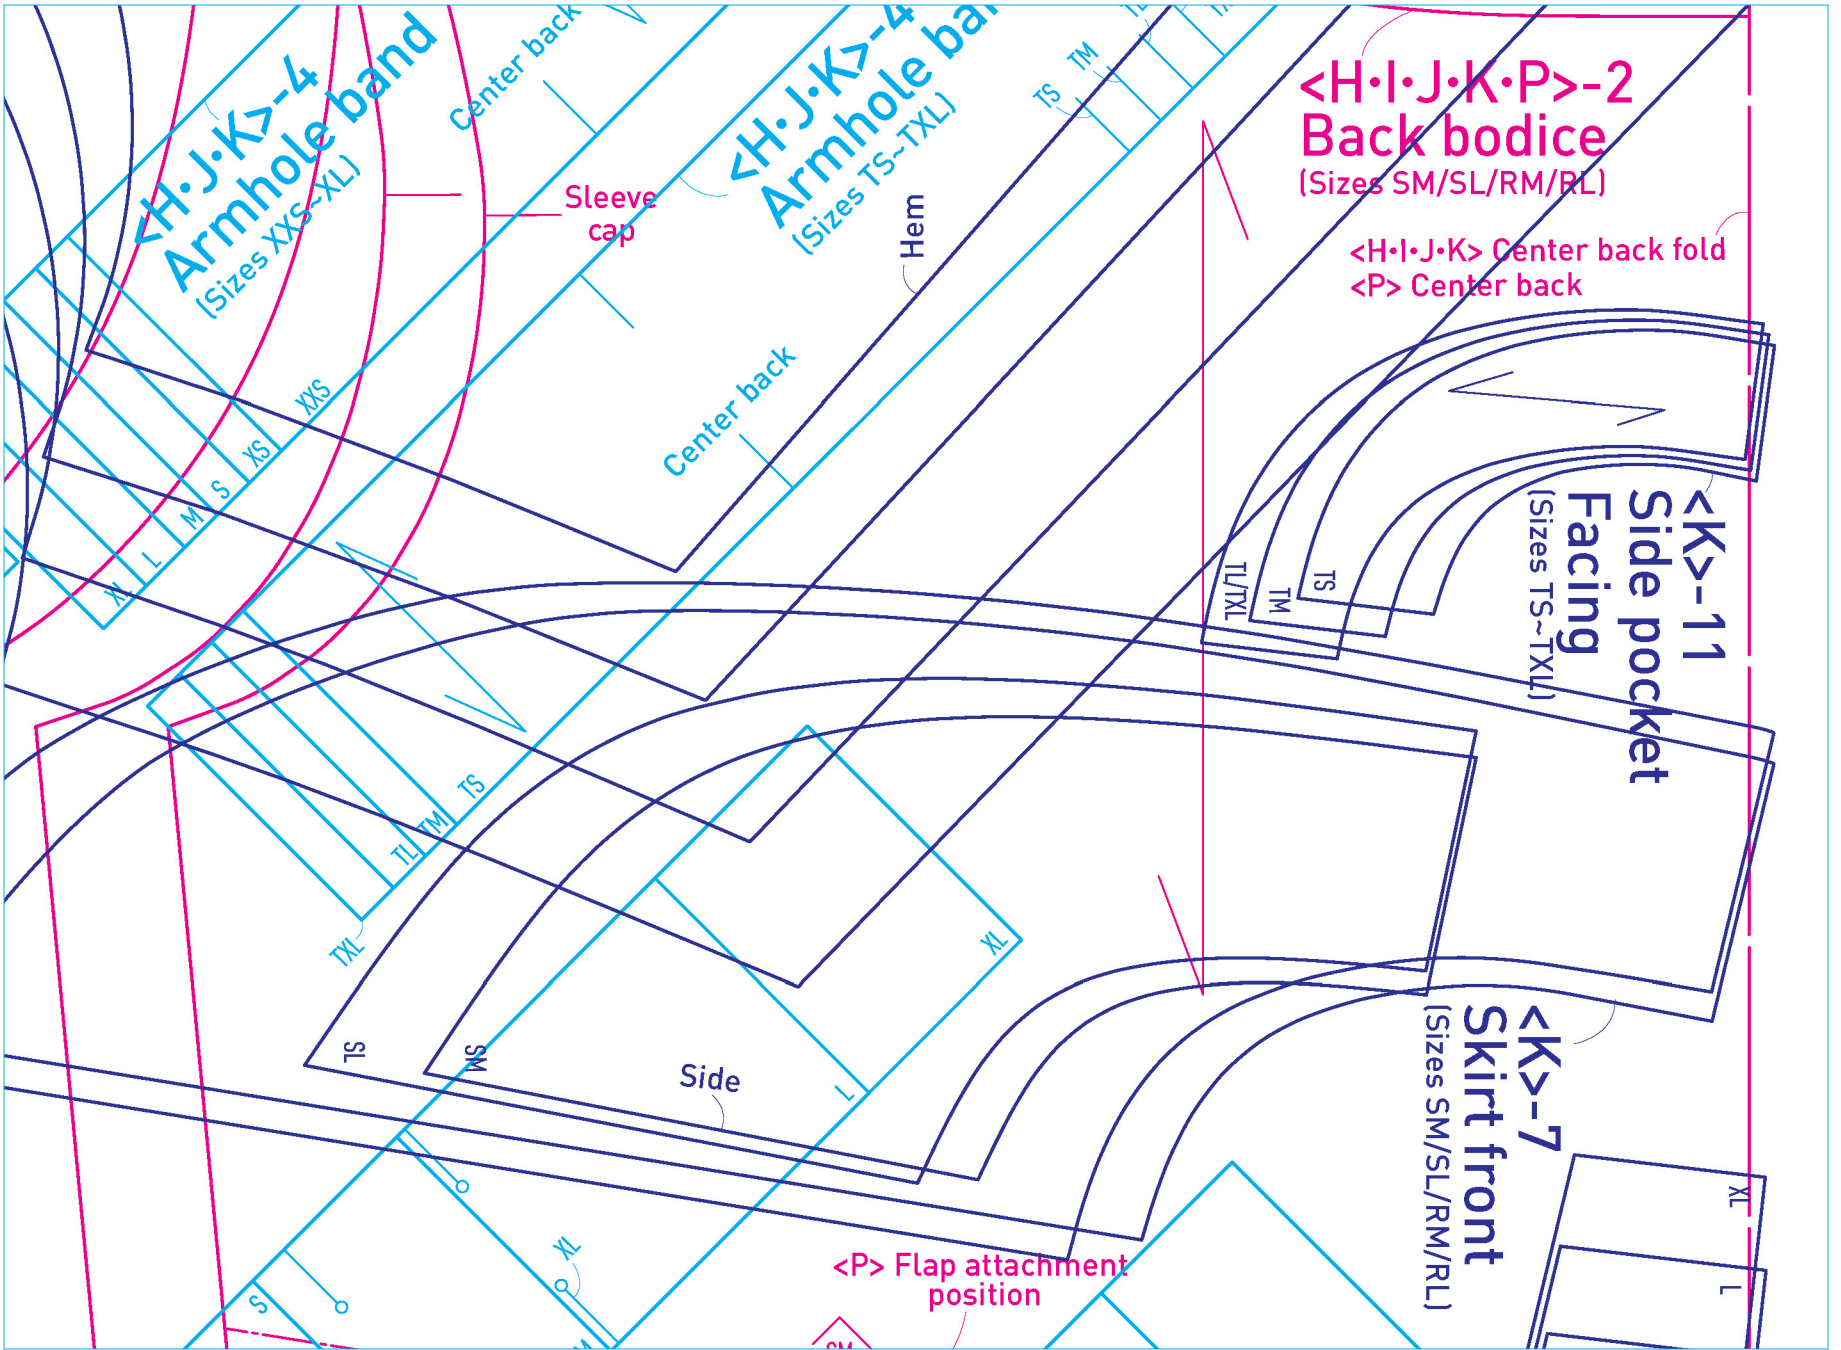 <H·J·K>-4
Armhole band
(Sizes XXS~XL)
Center back
Sleeve
cap
<H·J·K>-4
Armhole
(Sizes TS~TXL)
Hem
TS
TM
<H·I·J·K·P>-2
Back bodice
(Sizes SM/SL/RM/RL)
<H·I·J·K> Center back fold
<P> Center back
Center back
XXS
XS
S
M
L
XL
TS
TM
TL
TXL
TL/TXL
TM
TS
<K>-11
Side pocket
Facing
(Sizes TS~TXL)
XL
L
SL
SM
Side
<K>-7
Skirt front
(Sizes SM/SL/RM/RL)
XL
L
XL
S
<P> Flap attachment
position
SM